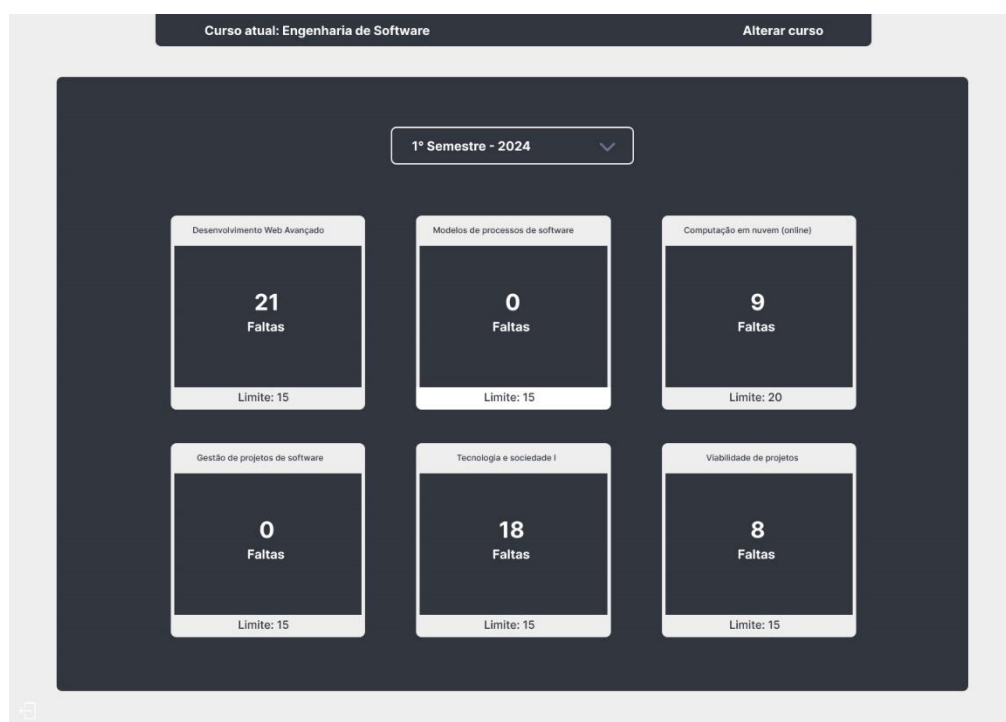 Curso atual: Engenharia de Software
Alterar curso
1º Semestre - 2024
Desenvolvimento Web Avançado
21
Faltas
Limite: 15
Modelos de processos de software
0
Faltas
Limite: 15
Computação em nuvem (online)
9
Faltas
Limite: 20
Gestão de projetos de software
0
Faltas
Limite: 15
Tecnologia e sociedade I
18
Faltas
Limite: 15
Viabilidade de projetos
8
Faltas
Limite: 15